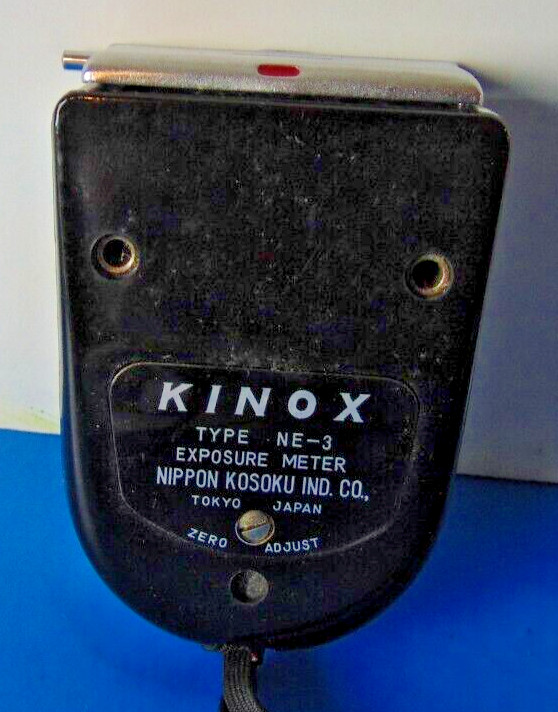 KINOX
TYPE NE-3
EXPOSURE METER
NIPPON KOSOKU IND. CO.,
TOKYO JAPAN
ZERO ADJUST